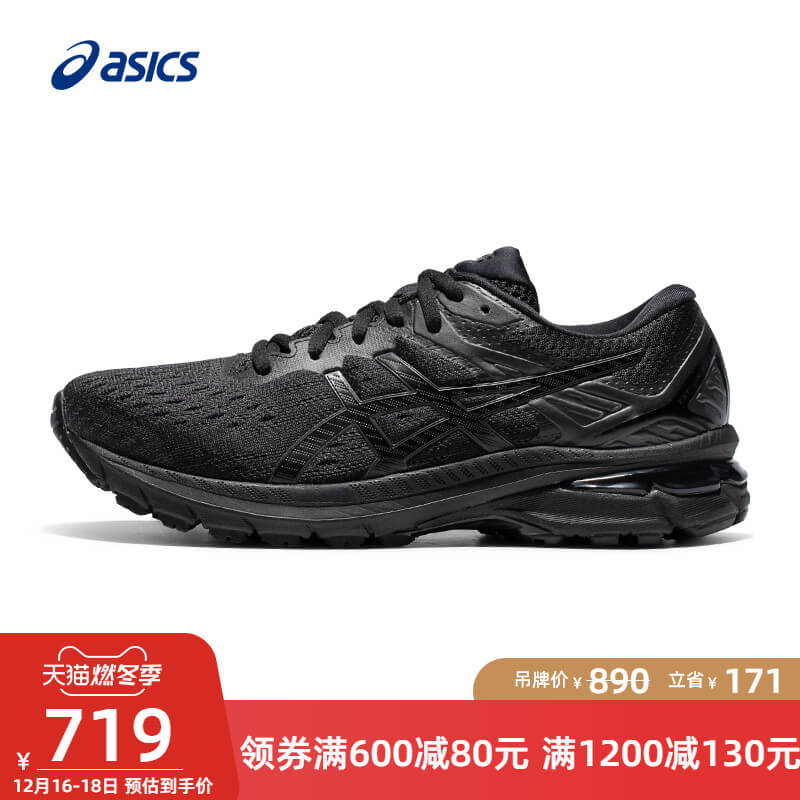 asics
天猫燃冬季
吊牌价¥890 立省¥171
¥719
领券满600减80元 满1200减130元
12月16-18日 预估到手价